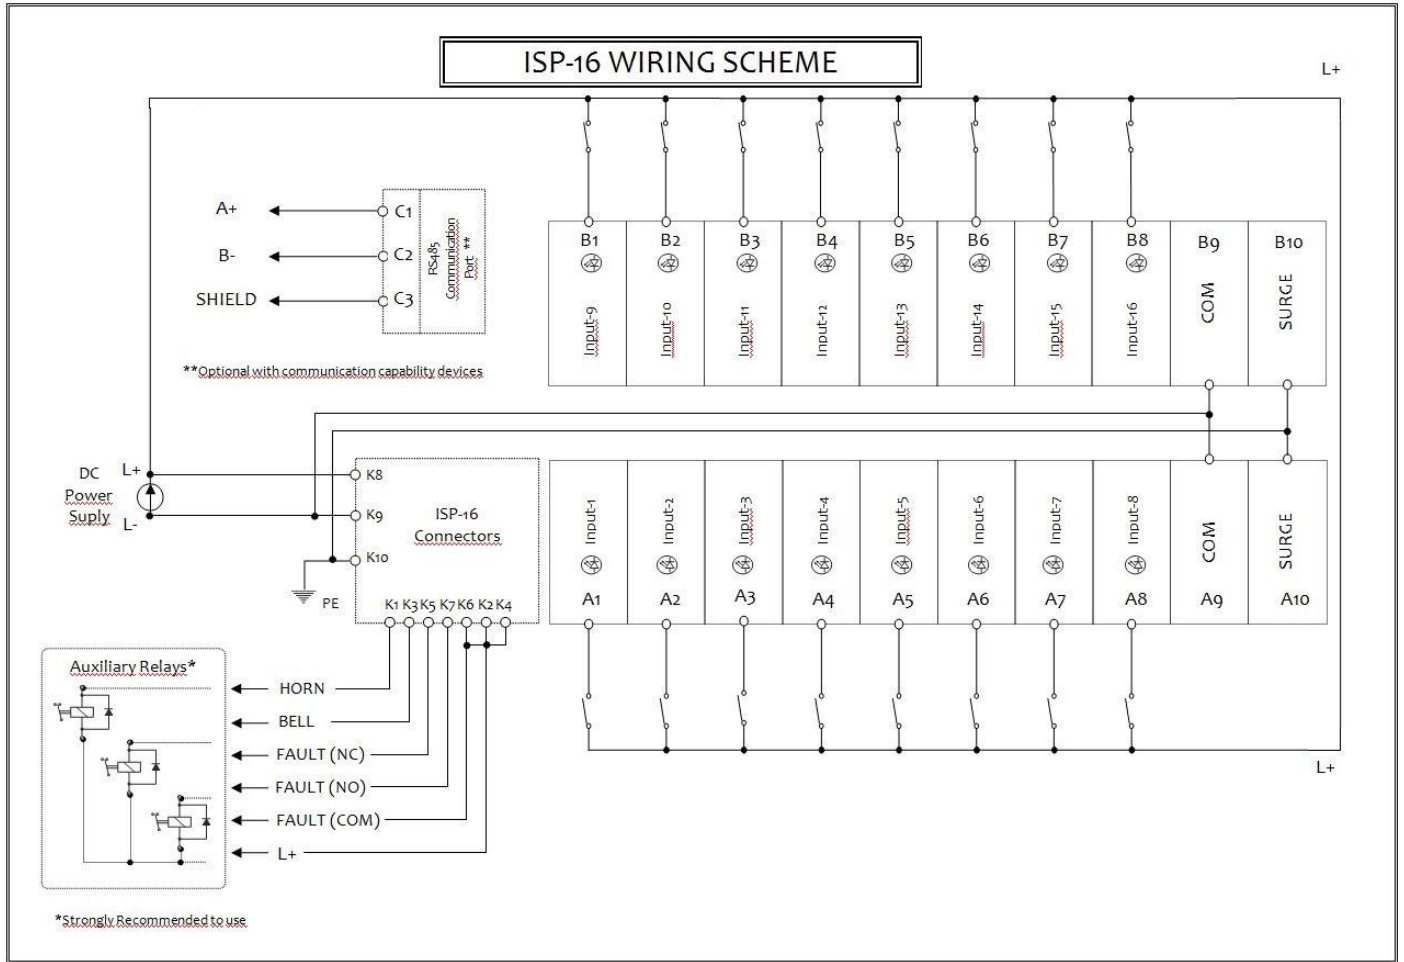 ISP-16 WIRING SCHEME
L+
A+
B-
SHIELD
C1
C2
C3
RS485
Communication
Port **
**Optional with communication capability devices
B1
B2
B3
B4
B5
B6
B7
B8
B9
B10
Input-9
Input-10
Input-11
Input-12
Input-13
Input-14
Input-15
Input-16
COM
SURGE
DC
Power
Suply
L+
L-
K8
K9
K10
ISP-16
Connectors
PE
K1 K3 K5 K7 K6 K2 K4
Input-1
Input-2
Input-3
Input-4
Input-5
Input-6
Input-7
Input-8
COM
SURGE
A1
A2
A3
A4
A5
A6
A7
A8
A9
A10
Auxiliary Relays*
HORN
BELL
FAULT (NC)
FAULT (NO)
FAULT (COM)
L+
L+
*Strongly Recommended to use